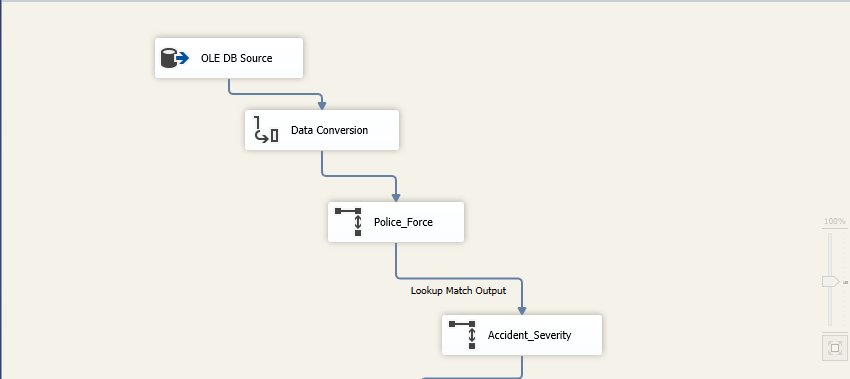 OLE DB Source
Data Conversion
Police_Force
100%
Lookup Match Output
Accident_Severity